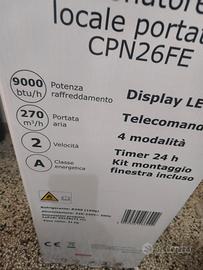 locale portat
CPN26FE
9000
btu/h
Potenza
raffreddamento
Display LE
270
m³/h
Portata
aria
Telecomand
4 modalità
2
Velocità
Timer 24 h
A
Classe
energetica
Kit montaggio
finestra incluso